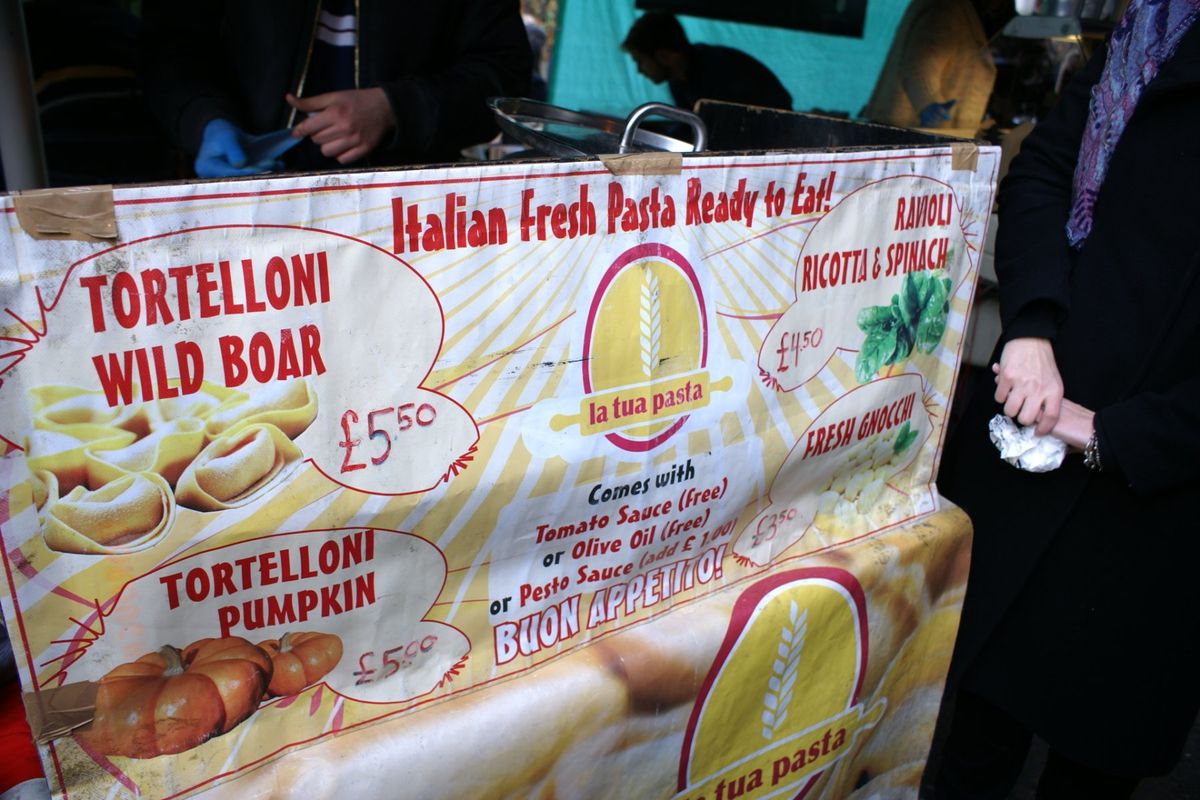 Italian Fresh Pasta Ready to Eat!
TORTELLONI
WILD BOAR
£5.50
TORTELLONI
PUMPKIN
£5.00
la tua pasta
Comes with
Tomato Sauce (Free)
or Olive Oil (Free)
or Pesto Sauce (add £ 1,00)
BUON APPETITO!
RAVIOLI
RICOTTA & SPINACH
£4.50
FRESH GNOCCHI
£3.50
la tua pasta